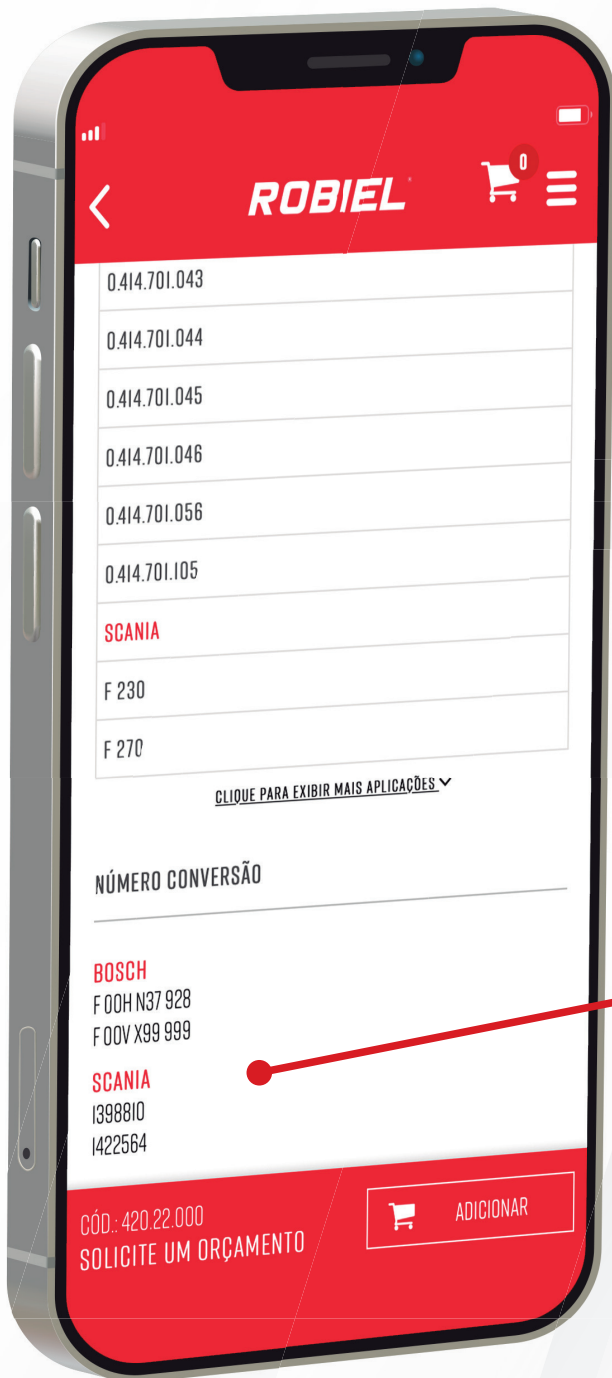 ROBIEL
0
0.414.701.043
0.414.701.044
0.414.701.045
0.414.701.046
0.414.701.056
0.414.701.105
SCANIA
F 230
F 270
CLIQUE PARA EXIBIR MAIS APLICAÇÕES
NÚMERO CONVERSÃO
BOSCH
F 00H N37 928
F 00V X99 999
SCANIA
1398810
1422564
CÓD.: 420.22.000
SOLICITE UM ORÇAMENTO
ADICIONAR